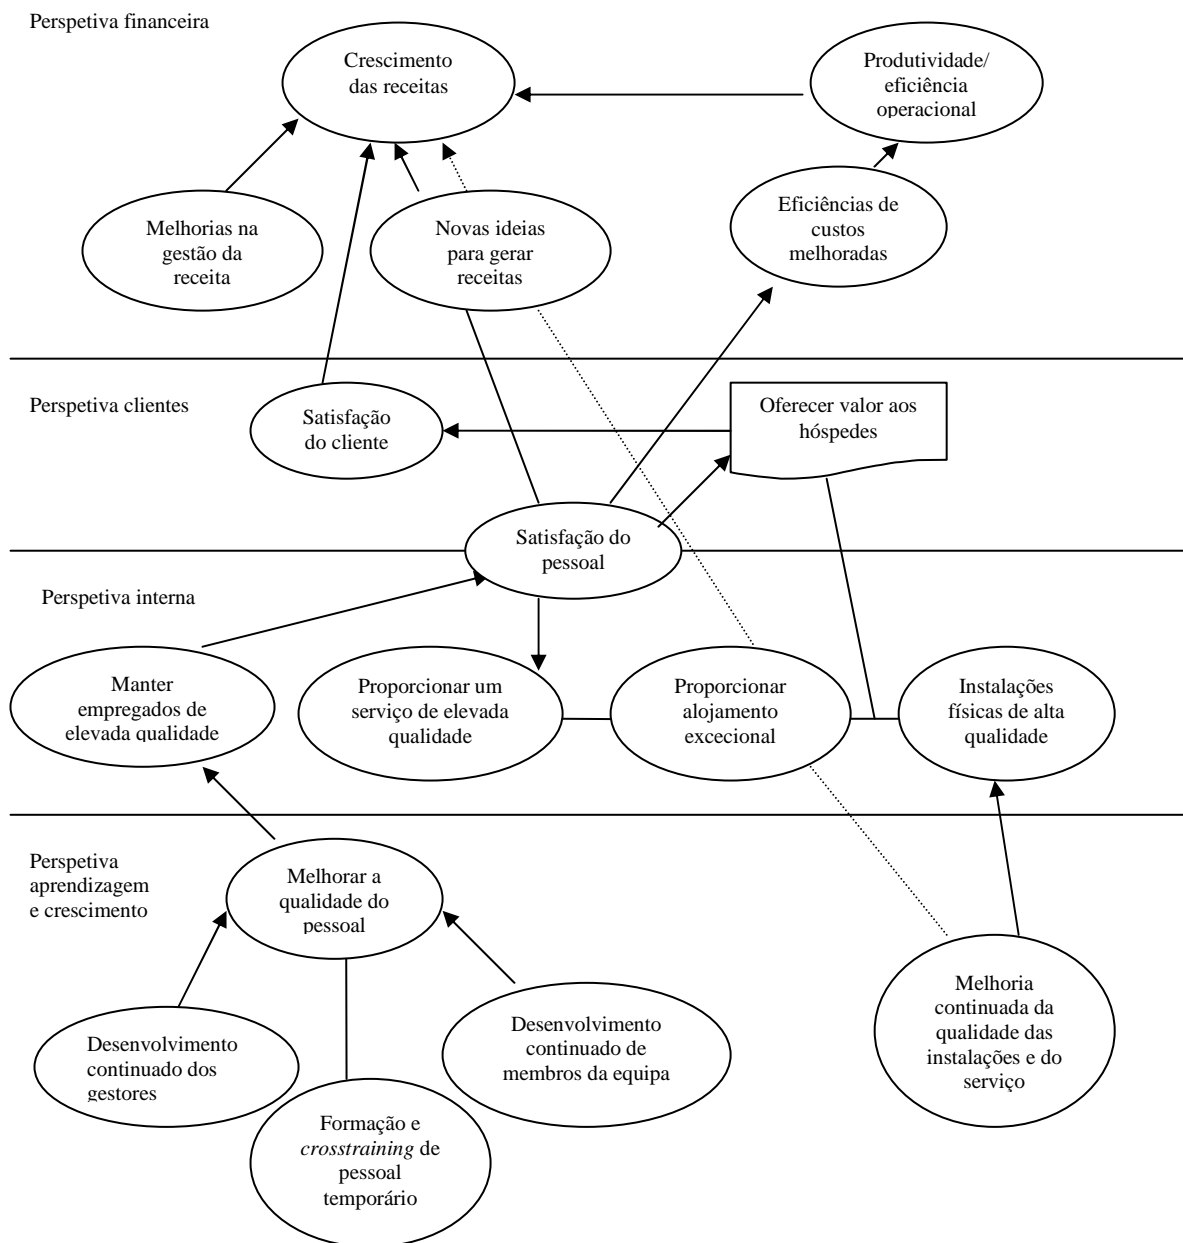 Perspetiva financeira
Crescimento
das receitas
Produtividade/
eficiência
operacional
Melhorias na
gestão da
receita
Novas ideias
para gerar
receitas
Eficiências de
custos
melhoradas
Perspetiva clientes
Satisfação
do cliente
Oferecer valor aos
hóspedes
Satisfação do
pessoal
Perspetiva interna
Manter
empregados de
elevada qualidade
Proporcionar um
serviço de elevada
qualidade
Proporcionar
alojamento
excecional
Instalações
físicas de alta
qualidade
Perspetiva
aprendizagem
e crescimento
Melhorar a
qualidade do
pessoal
Desenvolvimento
continuado dos
gestores
Formação e
crosstraining de
pessoal
temporário
Desenvolvimento
continuado de
membros da equipa
Melhoria
continuada da
qualidade das
instalações e do
serviço